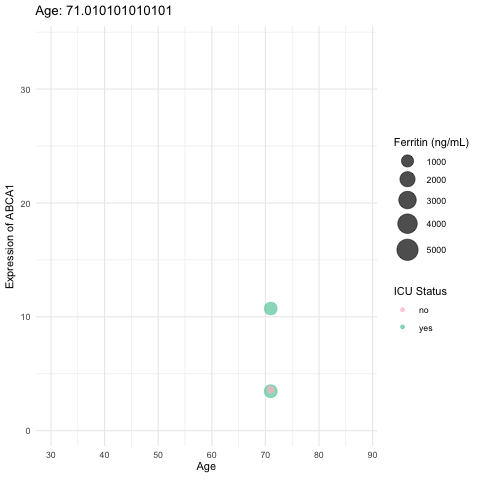 Age: 71.010101010101
Expression of ABCA1
30
20
10
0
30 40 50 60 70 80 90
Age
Ferritin (ng/mL)
1000
2000
3000
4000
5000
ICU Status
no
yes